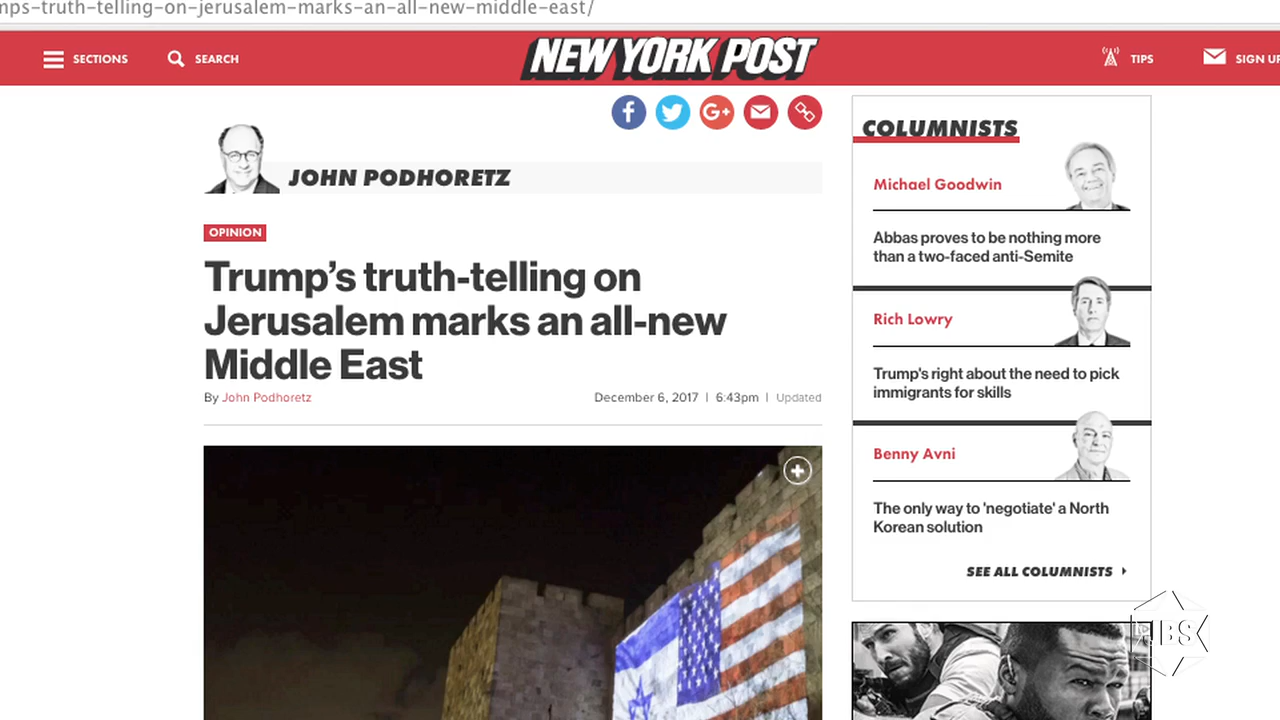 mps-truth-telling-on-jerusalem-marks-an-all-new-middle-east/
SECTIONS
SEARCH
NEW YORK POST
TIPS
SIGN UP
JOHN PODHORETZ
OPINION
Trump’s truth-telling on
Jerusalem marks an all-new
Middle East
By John Podhoretz
December 6, 2017 | 6:43pm | Updated
COLUMNISTS
Michael Goodwin
Abbas proves to be nothing more
than a two-faced anti-Semite
Rich Lowry
Trump's right about the need to pick
immigrants for skills
Benny Avni
The only way to 'negotiate' a North
Korean solution
SEE ALL COLUMNISTS
JBS